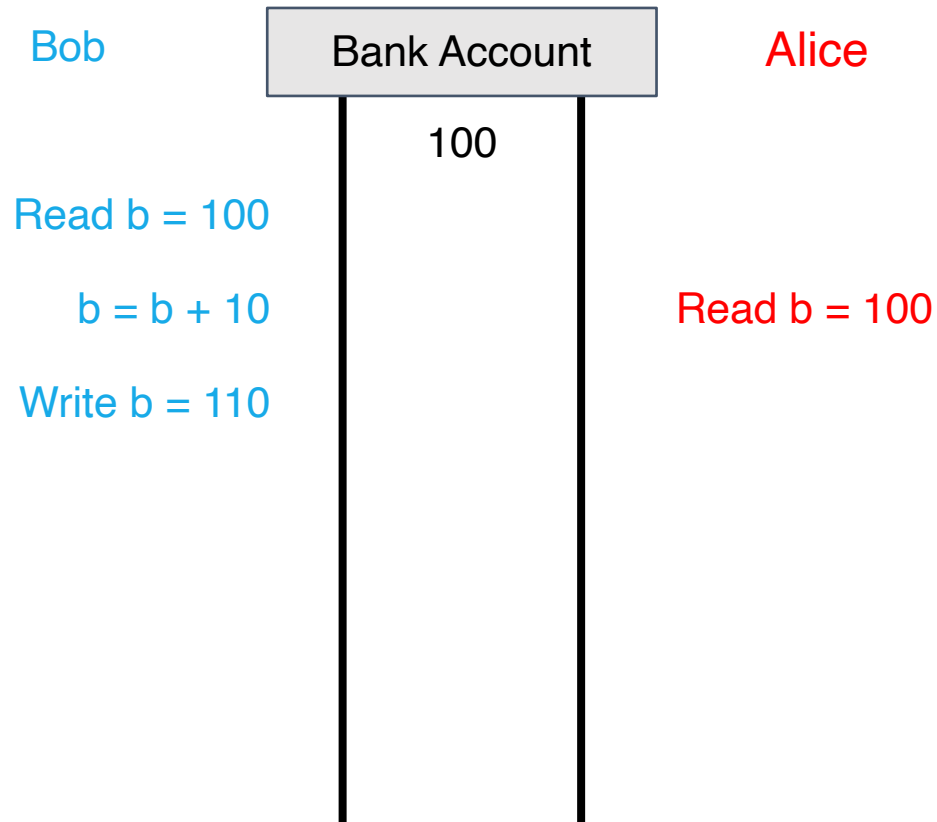 Bob
Bank Account
Alice
100
Read b = 100
b = b + 10
Read b = 100
Write b = 110